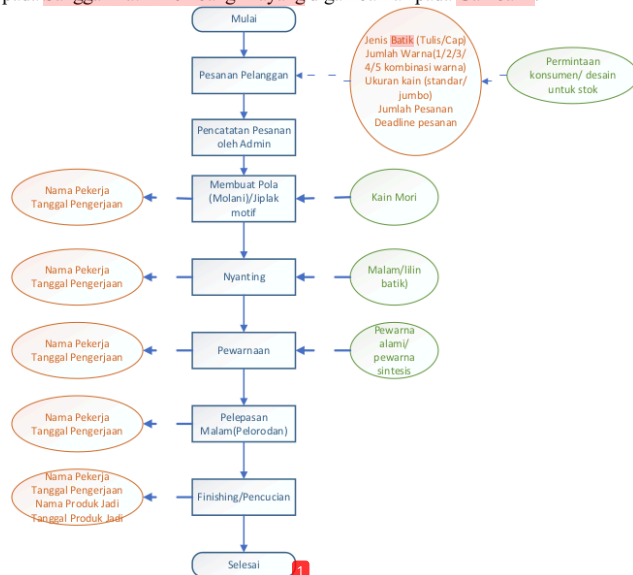 pada
Mulai
Pesanan Pelanggan
Jenis Batik (Tulis/Cap)
Jumlah Warna(1/2/3/
4/5 kombinasi warna)
Ukuran kain (standar/
jumbo)
Jumlah Pesanan
Deadline pesanan
Permintaan
konsumen/ desain
untuk stok
Pencatatan Pesanan
oleh Admin
Nama Pekerja
Tanggal Pengerjaan
Membuat Pola
(Molani)/Jiplak
motif
Kain Mori
Nama Pekerja
Tanggal Pengerjaan
Nyanting
Malam/lilin
batik)
Nama Pekerja
Tanggal Pengerjaan
Pewarnaan
Pewarna
alami/
pewarna
sintesis
Nama Pekerja
Tanggal Pengerjaan
Pelepasan
Malam(Pelorodan)
Nama Pekerja
Tanggal Pengerjaan
Nama Produk Jadi
Tanggal Produk Jadi
Finishing/Pencucian
Selesai
1